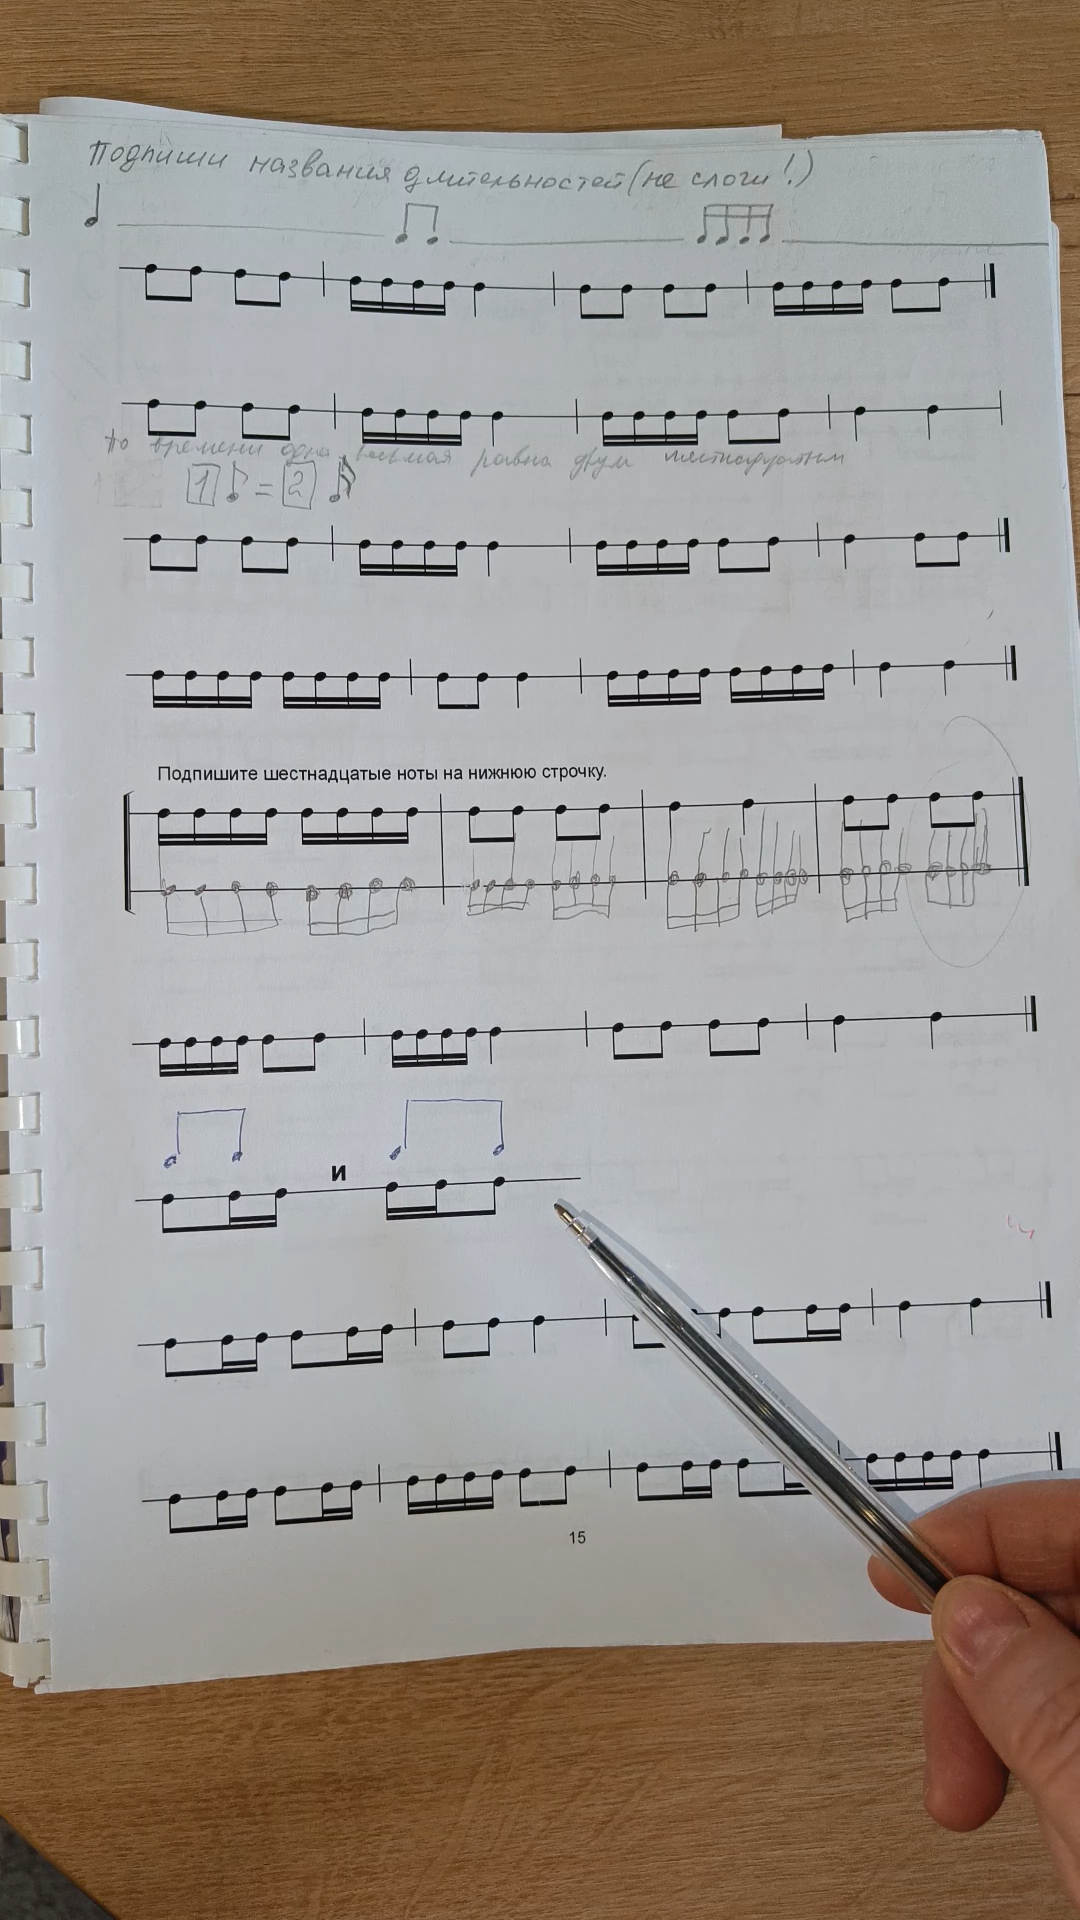 Подпиши названия длительностей (не слоги!)
По времени одна восьмая равна двум шестнадцатым
1 = 2
Подпишите шестнадцатые ноты на нижнюю строчку.
и
15